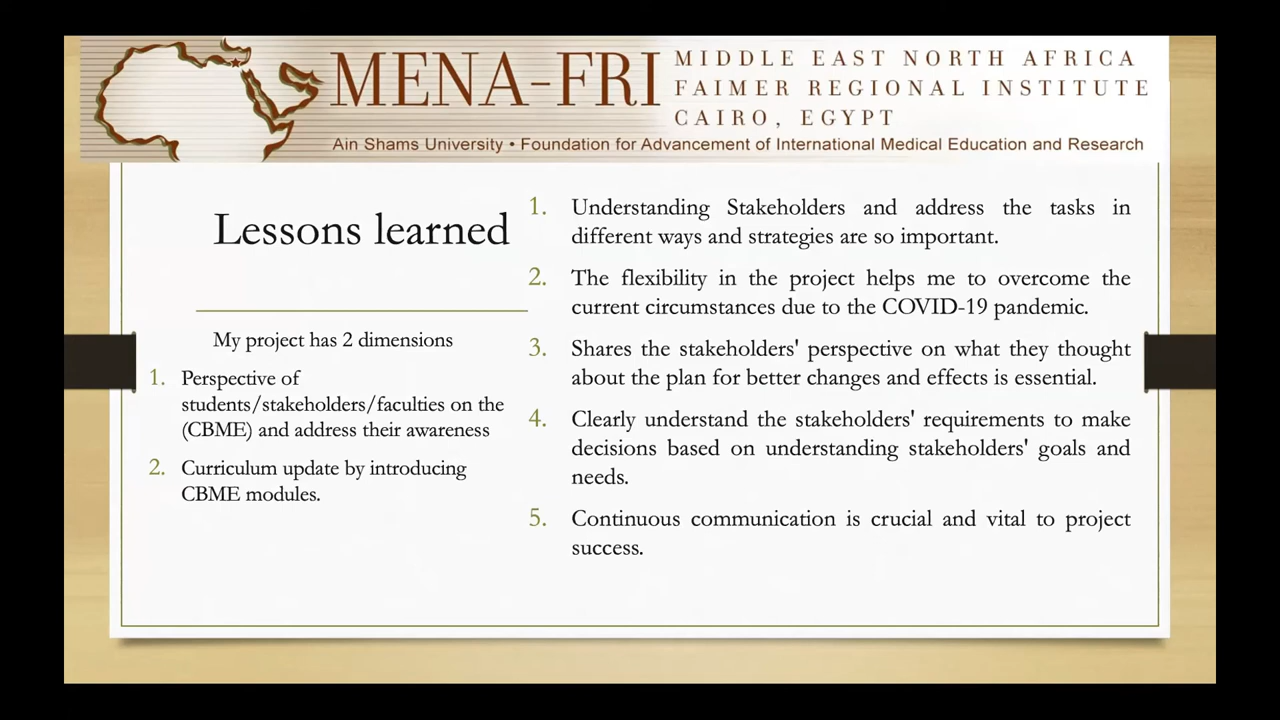 MENA-FRI
MIDDLE EAST NORTH AFRICA
FAIMER REGIONAL INSTITUTE
CAIRO, EGYPT
Ain Shams University • Foundation for Advancement of International Medical Education and Research
Lessons learned
My project has 2 dimensions
1. Perspective of
students/stakeholders/faculties on the
(CBME) and address their awareness
2. Curriculum update by introducing
CBME modules.
1. Understanding Stakeholders and address the tasks in
different ways and strategies are so important.
2. The flexibility in the project helps me to overcome the
current circumstances due to the COVID-19 pandemic.
3. Shares the stakeholders' perspective on what they thought
about the plan for better changes and effects is essential.
4. Clearly understand the stakeholders' requirements to make
decisions based on understanding stakeholders' goals and
needs.
5. Continuous communication is crucial and vital to project
success.